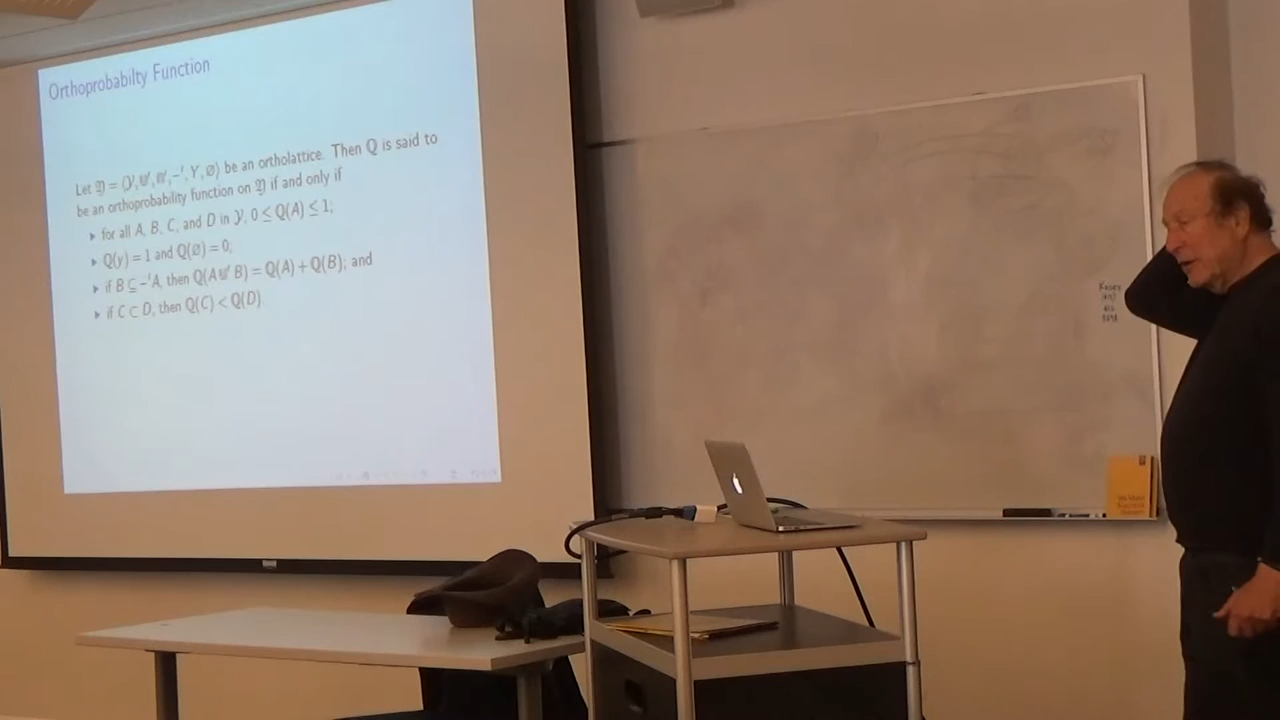 Orthoprobabilty Function
Let 𝔜 = ⟨𝒴, ⋓′, ⋒′, −′, Y, ∅⟩ be an ortholattice. Then Q is said to
be an orthoprobability function on 𝔜 if and only if
▸ for all A, B, C, and D in 𝒴, 0 ≤ Q(A) ≤ 1;
▸ Q(y) = 1 and Q(∅) = 0;
▸ if B ⊆ −′A, then Q(A ⋓′ B) = Q(A) + Q(B); and
▸ if C ⊂ D, then Q(C) < Q(D)